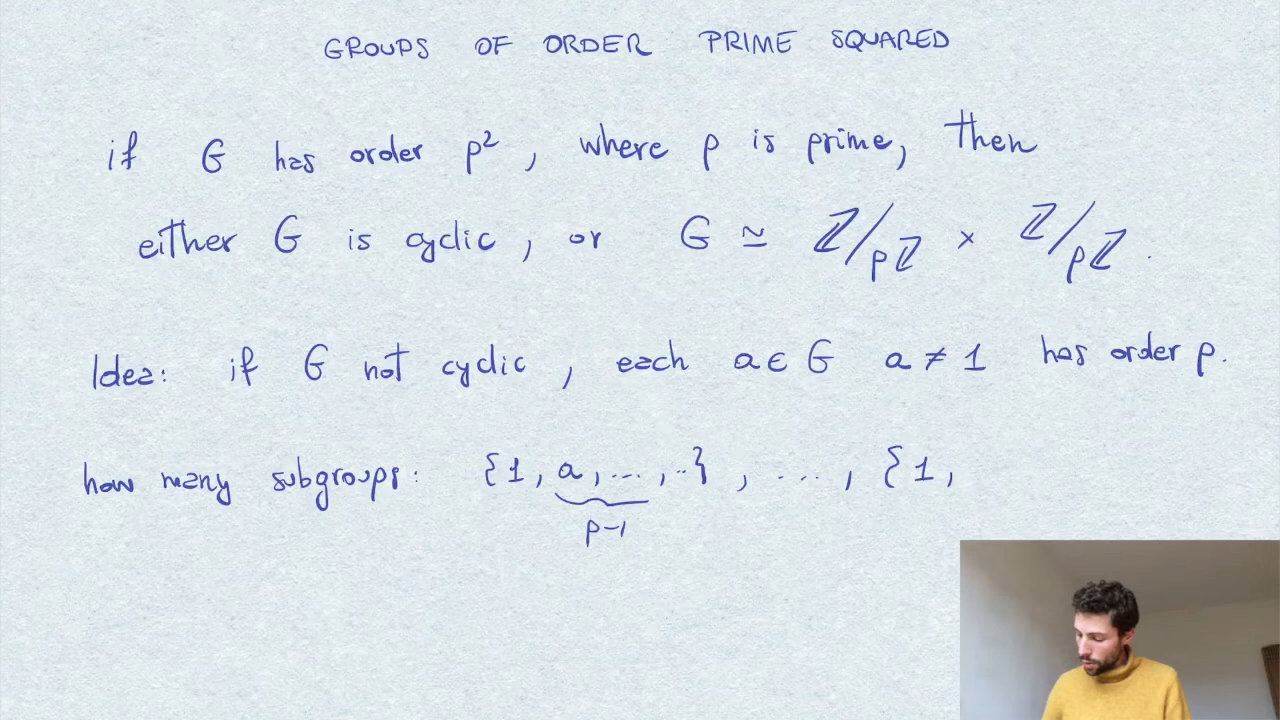 GROUPS OF ORDER PRIME SQUARED
if G has order p², where p is prime, then
either G is cyclic, or G ≃ ℤ/pℤ × ℤ/pℤ.
Idea: if G not cyclic, each a ∈ G a ≠ 1 has order p.
how many subgroups: {1, a, ..., ..}, ..., {1,
p-1